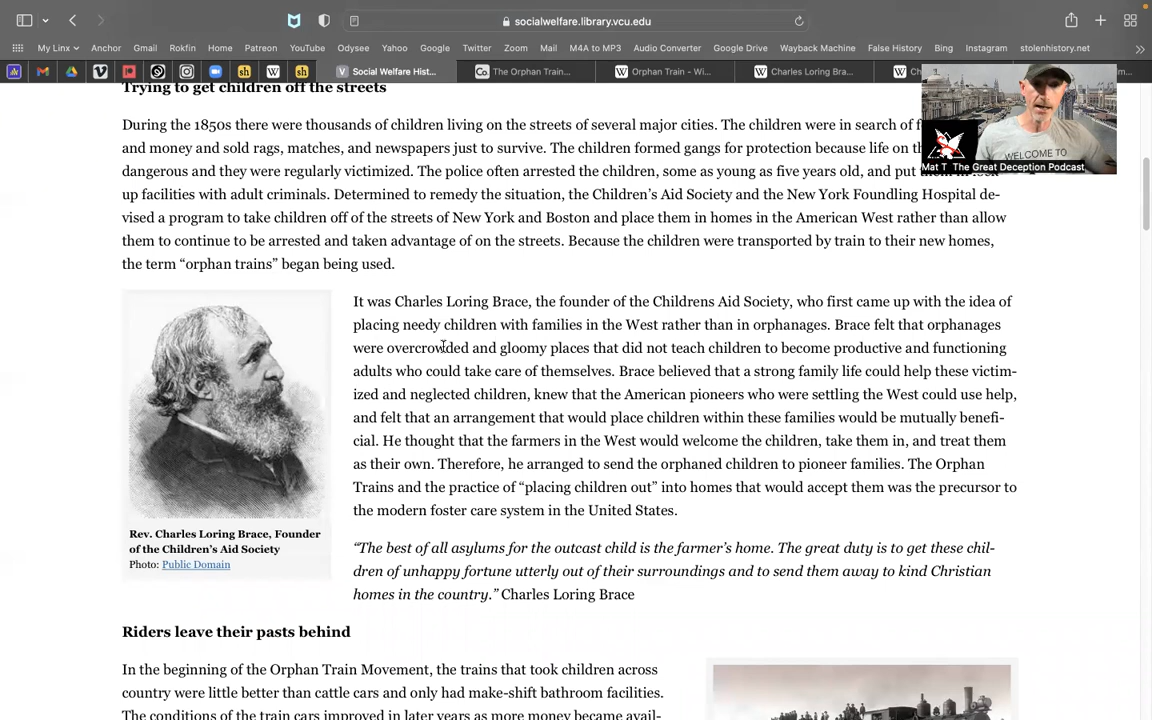 socialwelfare.library.vcu.edu
My Linx Anchor Gmail Rokfin Home Patreon YouTube Odysee Yahoo Google Twitter Zoom Mail M4A to MP3 Audio Converter Google Drive Wayback Machine False History Bing Instagram stolenhistory.net
Social Welfare Hist... The Orphan Train... Orphan Train - Wi... Charles Loring Bra...
Trying to get children off the streets
During the 1850s there were thousands of children living on the streets of several major cities. The children were in search of
and money and sold rags, matches, and newspapers just to survive. The children formed gangs for protection because life on
dangerous and they were regularly victimized. The police often arrested the children, some as young as five years old, and put
up facilities with adult criminals. Determined to remedy the situation, the Children’s Aid Society and the New York Foundling Hospital de-
vised a program to take children off of the streets of New York and Boston and place them in homes in the American West rather than allow
them to continue to be arrested and taken advantage of on the streets. Because the children were transported by train to their new homes,
the term “orphan trains” began being used.
WELCOME TO
Mat T The Great Deception Podcast
It was Charles Loring Brace, the founder of the Childrens Aid Society, who first came up with the idea of
placing needy children with families in the West rather than in orphanages. Brace felt that orphanages
were overcrowded and gloomy places that did not teach children to become productive and functioning
adults who could take care of themselves. Brace believed that a strong family life could help these victim-
ized and neglected children, knew that the American pioneers who were settling the West could use help,
and felt that an arrangement that would place children within these families would be mutually benefi-
cial. He thought that the farmers in the West would welcome the children, take them in, and treat them
as their own. Therefore, he arranged to send the orphaned children to pioneer families. The Orphan
Trains and the practice of “placing children out” into homes that would accept them was the precursor to
the modern foster care system in the United States.
Rev. Charles Loring Brace, Founder
of the Children’s Aid Society
Photo: Public Domain
“The best of all asylums for the outcast child is the farmer’s home. The great duty is to get these chil-
dren of unhappy fortune utterly out of their surroundings and to send them away to kind Christian
homes in the country.” Charles Loring Brace
Riders leave their pasts behind
In the beginning of the Orphan Train Movement, the trains that took children across
country were little better than cattle cars and only had make-shift bathroom facilities.
The conditions of the train cars improved in later years as more money became avail-